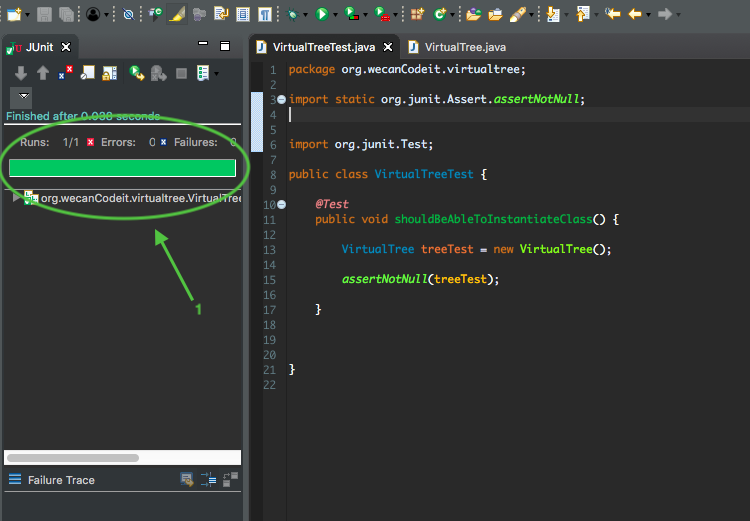 JUnit
VirtualTreeTest.java
VirtualTree.java
Finished after 0.038 seconds
Runs: 1/1 Errors: 0 Failures: 0
org.wecanCodeit.virtualtree.VirtualTree
1
Failure Trace
1 package org.wecanCodeit.virtualtree;
2
3 import static org.junit.Assert.assertNotNull;
4
5
6 import org.junit.Test;
7
8 public class VirtualTreeTest {
9
10 @Test
11 public void shouldBeAbleToInstantiateClass() {
12
13 VirtualTree treeTest = new VirtualTree();
14
15 assertNotNull(treeTest);
16
17 }
18
19
20
21 }
22